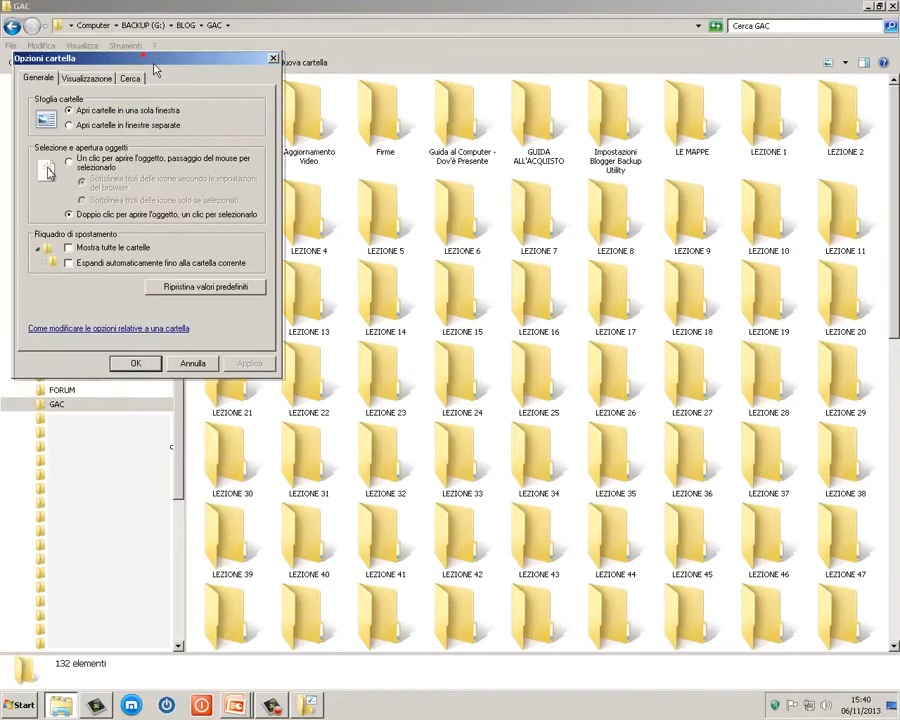 GAC
Computer BACKUP (G:) BLOG GAC
Cerca GAC
File Modifica Visualizza Strumenti ?
Opzioni cartella
uova cartella
Generale Visualizzazione Cerca
Sfoglia cartelle
Apri cartelle in una sola finestra
Apri cartelle in finestre separate
Selezione e apertura oggetti
Un clic per aprire l'oggetto, passaggio del mouse per
selezionarlo
Sottolinea titoli delle icone secondo le impostazioni
del browser
Sottolinea titoli delle icone solo se selezionati
Doppio clic per aprire l'oggetto, un clic per selezionarlo
Riquadro di spostamento
Mostra tutte le cartelle
Espandi automaticamente fino alla cartella corrente
Ripristina valori predefiniti
Come modificare le opzioni relative a una cartella
OK Annulla Applica
FORUM
GAC
Aggiornamento
Video
Firme
Guida al Computer -
Dov'è Presente
GUIDA
ALL'ACQUISTO
Impostazioni
Blogger Backup
Utility
LE MAPPE
LEZIONE 1
LEZIONE 2
LEZIONE 4
LEZIONE 5
LEZIONE 6
LEZIONE 7
LEZIONE 8
LEZIONE 9
LEZIONE 10
LEZIONE 11
LEZIONE 13
LEZIONE 14
LEZIONE 15
LEZIONE 16
LEZIONE 17
LEZIONE 18
LEZIONE 19
LEZIONE 20
LEZIONE 21
LEZIONE 22
LEZIONE 23
LEZIONE 24
LEZIONE 25
LEZIONE 26
LEZIONE 27
LEZIONE 28
LEZIONE 29
LEZIONE 30
LEZIONE 31
LEZIONE 32
LEZIONE 33
LEZIONE 34
LEZIONE 35
LEZIONE 36
LEZIONE 37
LEZIONE 38
LEZIONE 39
LEZIONE 40
LEZIONE 41
LEZIONE 42
LEZIONE 43
LEZIONE 44
LEZIONE 45
LEZIONE 46
LEZIONE 47
132 elementi
Start
15:40
06/11/2013